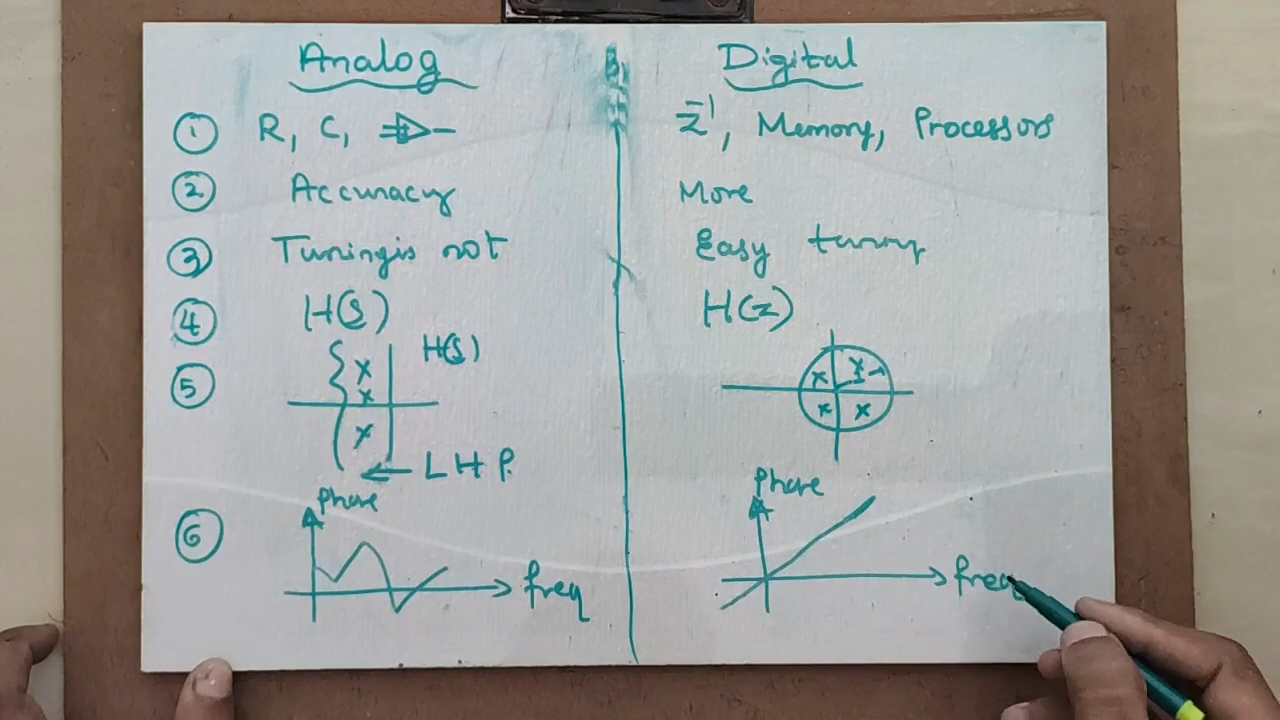 Analog Digital
① R, C, z⁻¹, Memory, Processors
② Accuracy More
③ Tuning is not Easy tuning
④ H(s) H(z)
⑤ H(s)
L H P.
⑥ Phase freq Phase freq